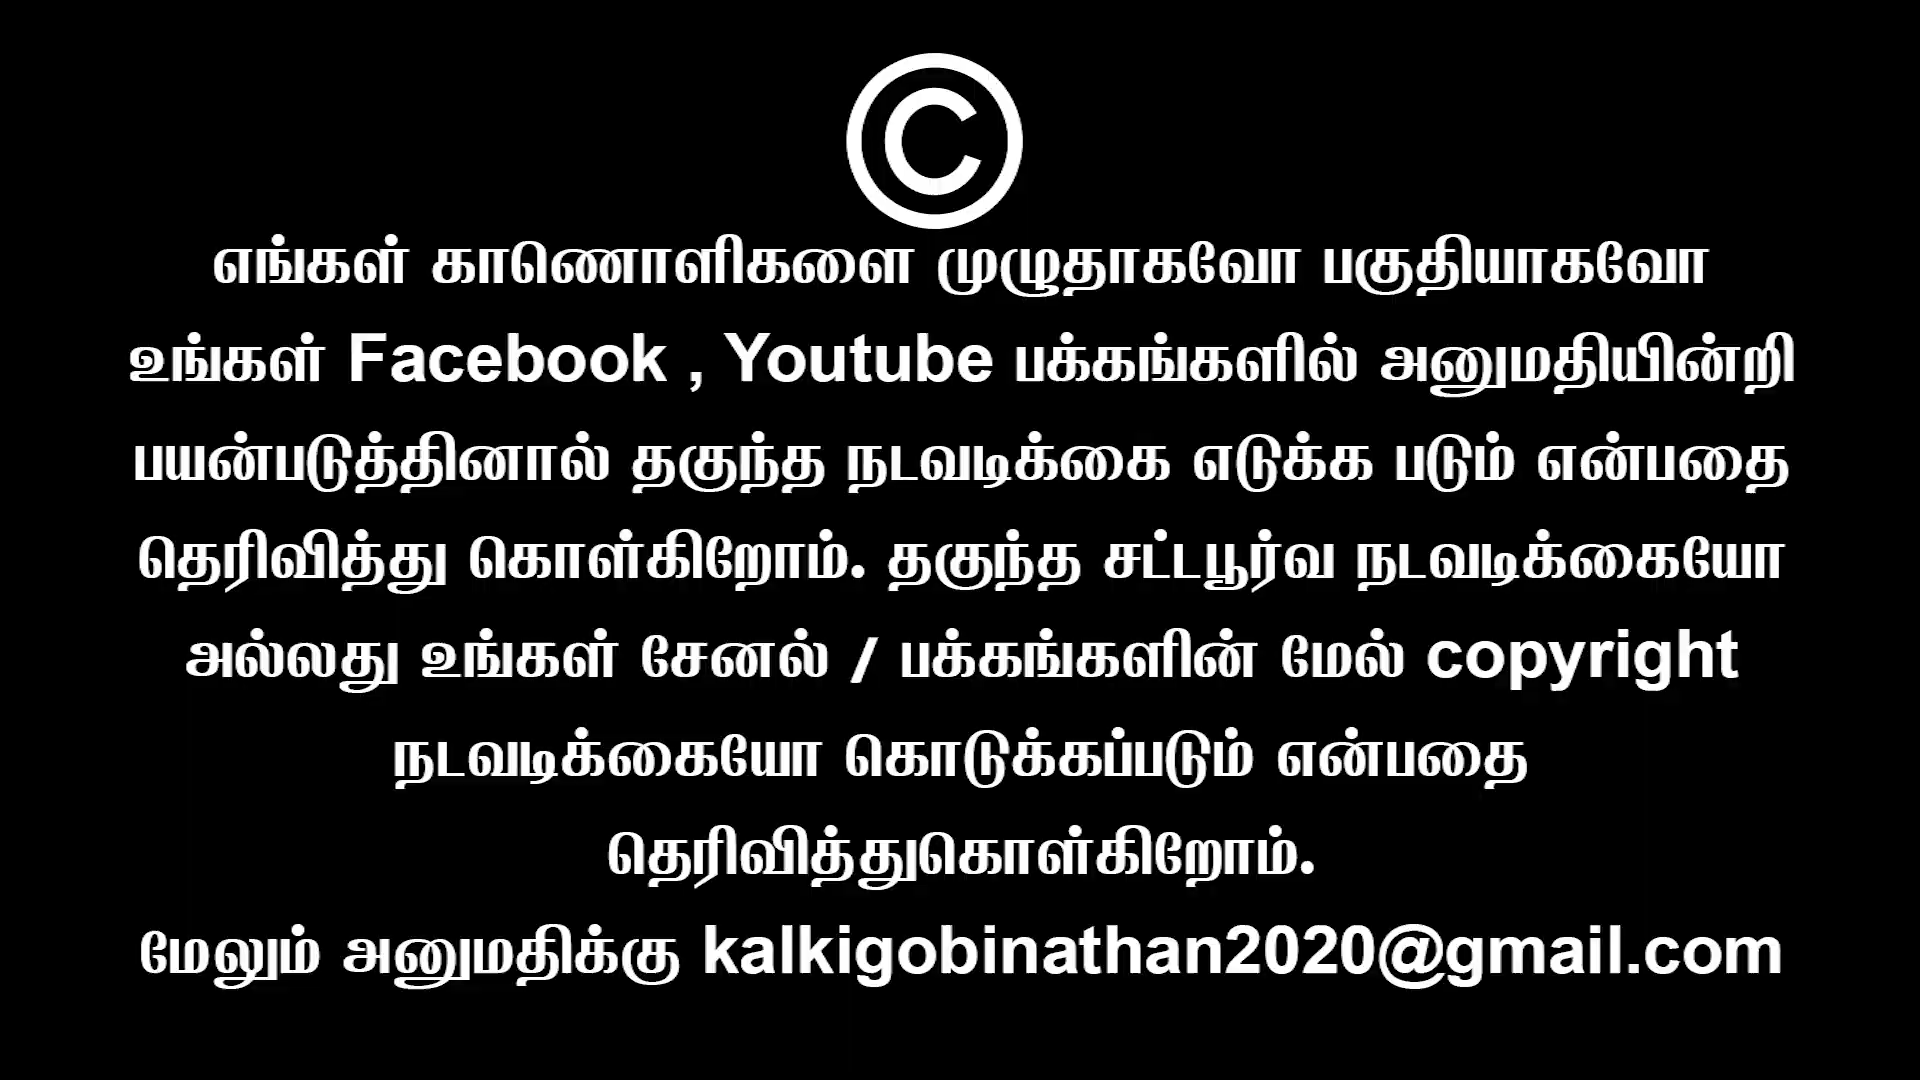 ©
எங்கள் காணொளிகளை முழுதாகவோ பகுதியாகவோ
உங்கள் Facebook , Youtube பக்கங்களில் அனுமதியின்றி
பயன்படுத்தினால் தகுந்த நடவடிக்கை எடுக்க படும் என்பதை
தெரிவித்து கொள்கிறோம். தகுந்த சட்டபூர்வ நடவடிக்கையோ
அல்லது உங்கள் சேனல் / பக்கங்களின் மேல் copyright
நடவடிக்கையோ கொடுக்கப்படும் என்பதை
தெரிவித்துகொள்கிறோம்.
மேலும் அனுமதிக்கு kalkigobinathan2020@gmail.com